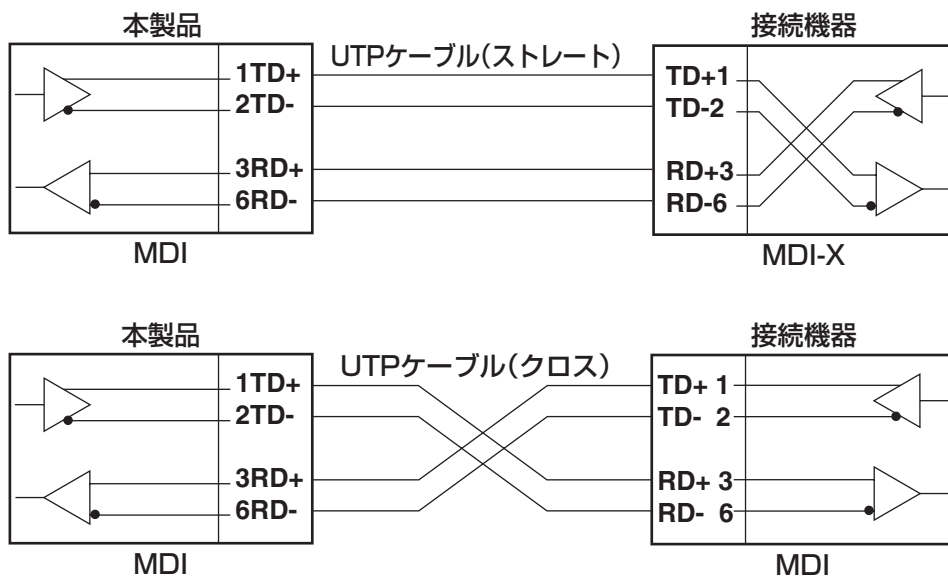 本製品
接続機器
UTPケーブル(ストレート)
1TD+
2TD-
3RD+
6RD-
TD+1
TD-2
RD+3
RD-6
MDI
MDI-X
本製品
接続機器
UTPケーブル(クロス)
1TD+
2TD-
3RD+
6RD-
TD+ 1
TD- 2
RD+ 3
RD- 6
MDI
MDI